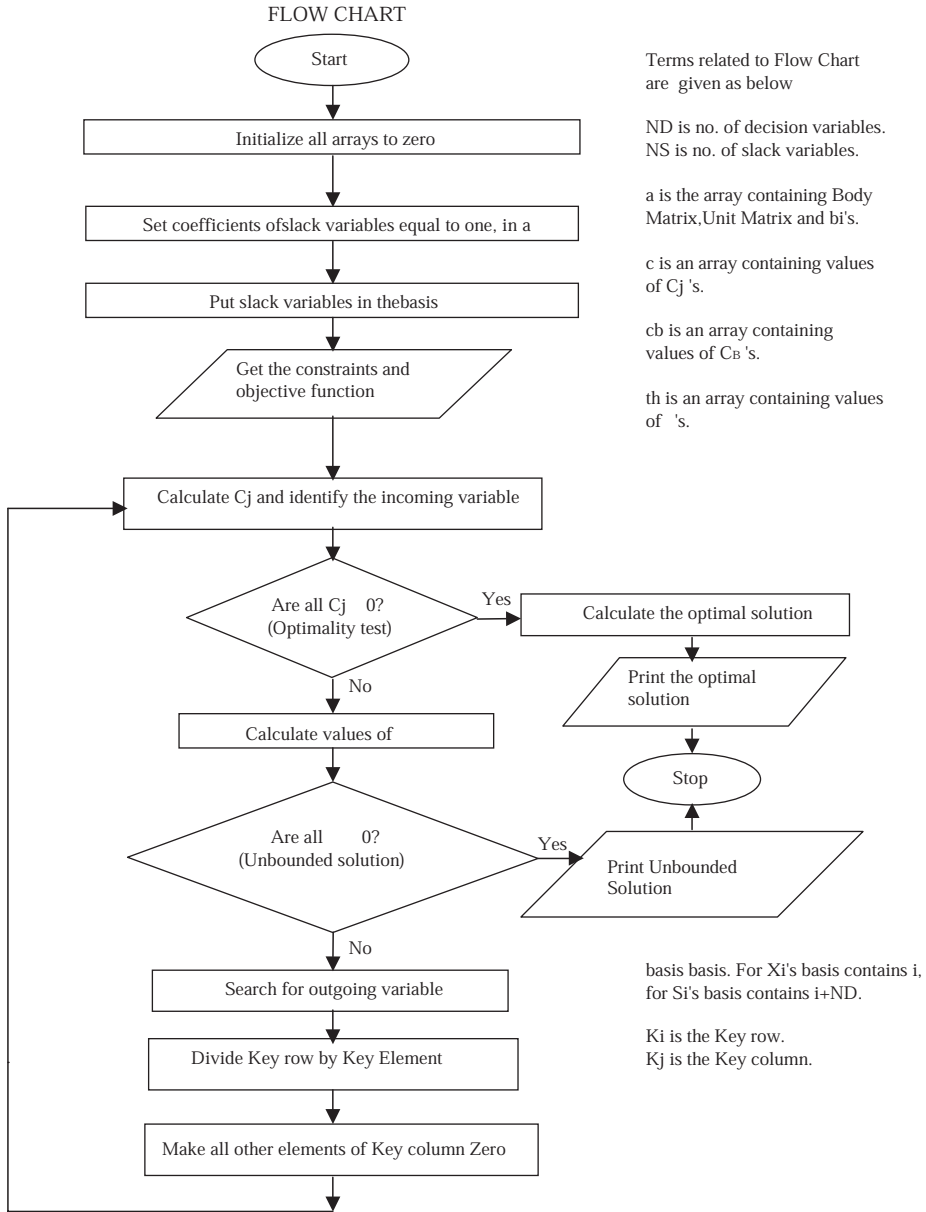 FLOW CHART
Start
Initialize all arrays to zero
Set coefficients ofslack variables equal to one, in a
Put slack variables in thebasis
Get the constraints and
objective function
Calculate Cj and identify the incoming variable
Are all Cj 0?
(Optimality test)
Yes
Calculate the optimal solution
Print the optimal
solution
Stop
No
Calculate values of
Are all 0?
(Unbounded solution)
Yes
Print Unbounded
Solution
No
Search for outgoing variable
Divide Key row by Key Element
Make all other elements of Key column Zero
Terms related to Flow Chart
are given as below
ND is no. of decision variables.
NS is no. of slack variables.
a is the array containing Body
Matrix,Unit Matrix and bi's.
c is an array containing values
of Cj 's.
cb is an array containing
values of CB 's.
th is an array containing values
of 's.
basis basis. For Xi's basis contains i,
for Si's basis contains i+ND.
Ki is the Key row.
Kj is the Key column.